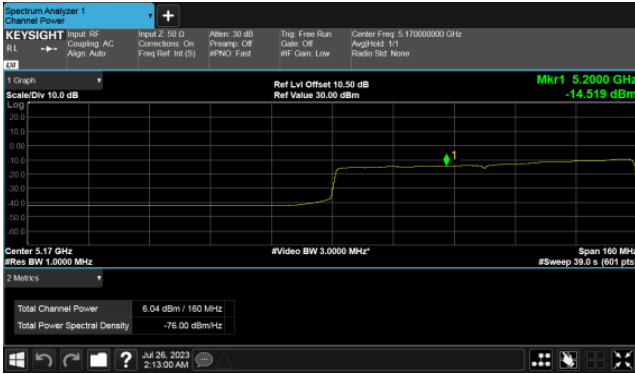 Spectrum Analyzer 1
Channel Power
+
KEYSIGHT Input: RF Input Z: 50 Ω Atten: 30 dB Trig: Free Run Center Freq: 5.170000000 GHz
RL Coupling: AC Corrections: On Preamp: Off Gate: Off Avg|Hold: 1/1
Align: Auto Freq Ref: Int (S) #PNO: Fast #IF Gain: Low Radio Std: None
LXI
1 Graph Ref Lvl Offset 10.50 dB Mkr1 5.2000 GHz
Scale/Div 10.0 dB Ref Value 30.00 dBm -14.519 dBm
Log
20.0
10.0
0.00
-10.0
-20.0
-30.0
-40.0
-50.0
-60.0
1
Center 5.17 GHz #Video BW 3.0000 MHz* Span 160 MHz
#Res BW 1.0000 MHz #Sweep 39.0 s (601 pts)
2 Metrics
Total Channel Power 6.04 dBm / 160 MHz
Total Power Spectral Density -76.00 dBm/Hz
? Jul 26, 2023
2:13:00 AM